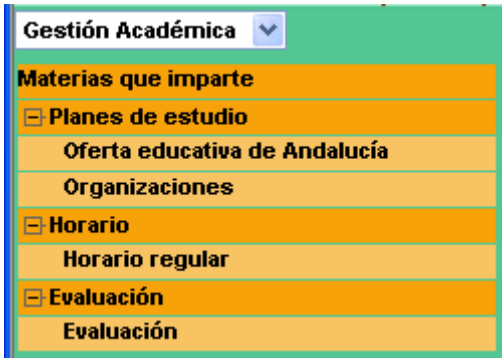 Gestión Académica
Materias que imparte
Planes de estudio
Oferta educativa de Andalucía
Organizaciones
Horario
Horario regular
Evaluación
Evaluación